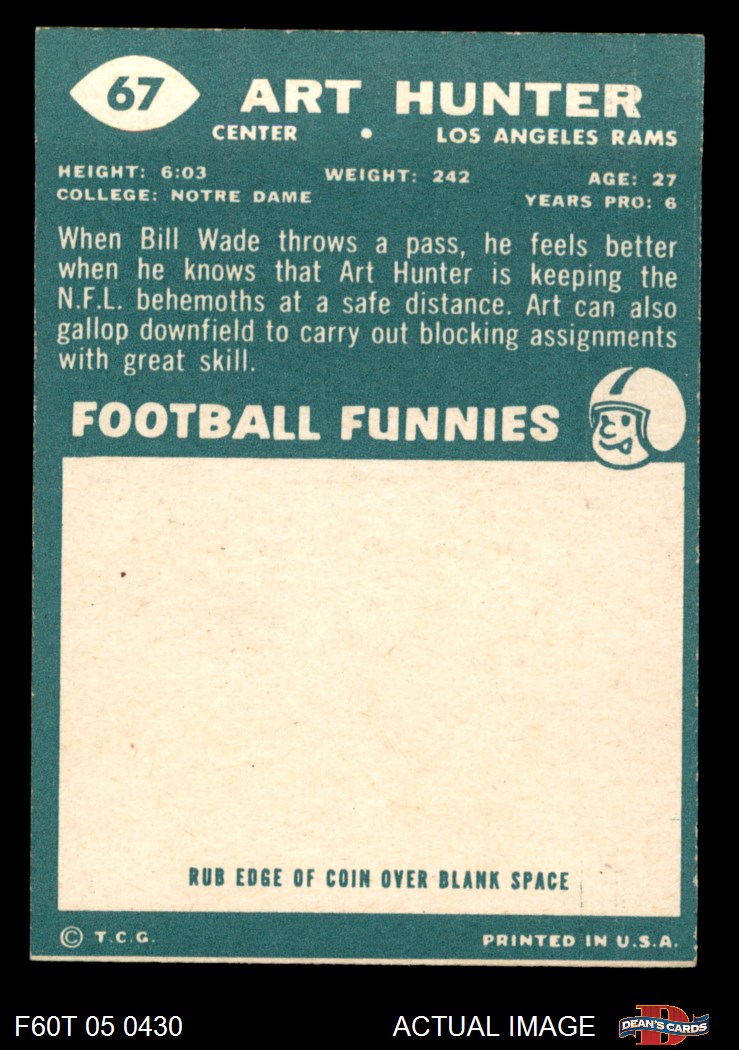 67
ART HUNTER
CENTER • LOS ANGELES RAMS
HEIGHT: 6:03 WEIGHT: 242 AGE: 27
COLLEGE: NOTRE DAME YEARS PRO: 6
When Bill Wade throws a pass, he feels better
when he knows that Art Hunter is keeping the
N.F.L. behemoths at a safe distance. Art can also
gallop downfield to carry out blocking assignments
with great skill.
FOOTBALL FUNNIES
RUB EDGE OF COIN OVER BLANK SPACE
© T.C.G. PRINTED IN U.S.A.
F60T 05 0430 ACTUAL IMAGE
D
DEAN'S CARDS